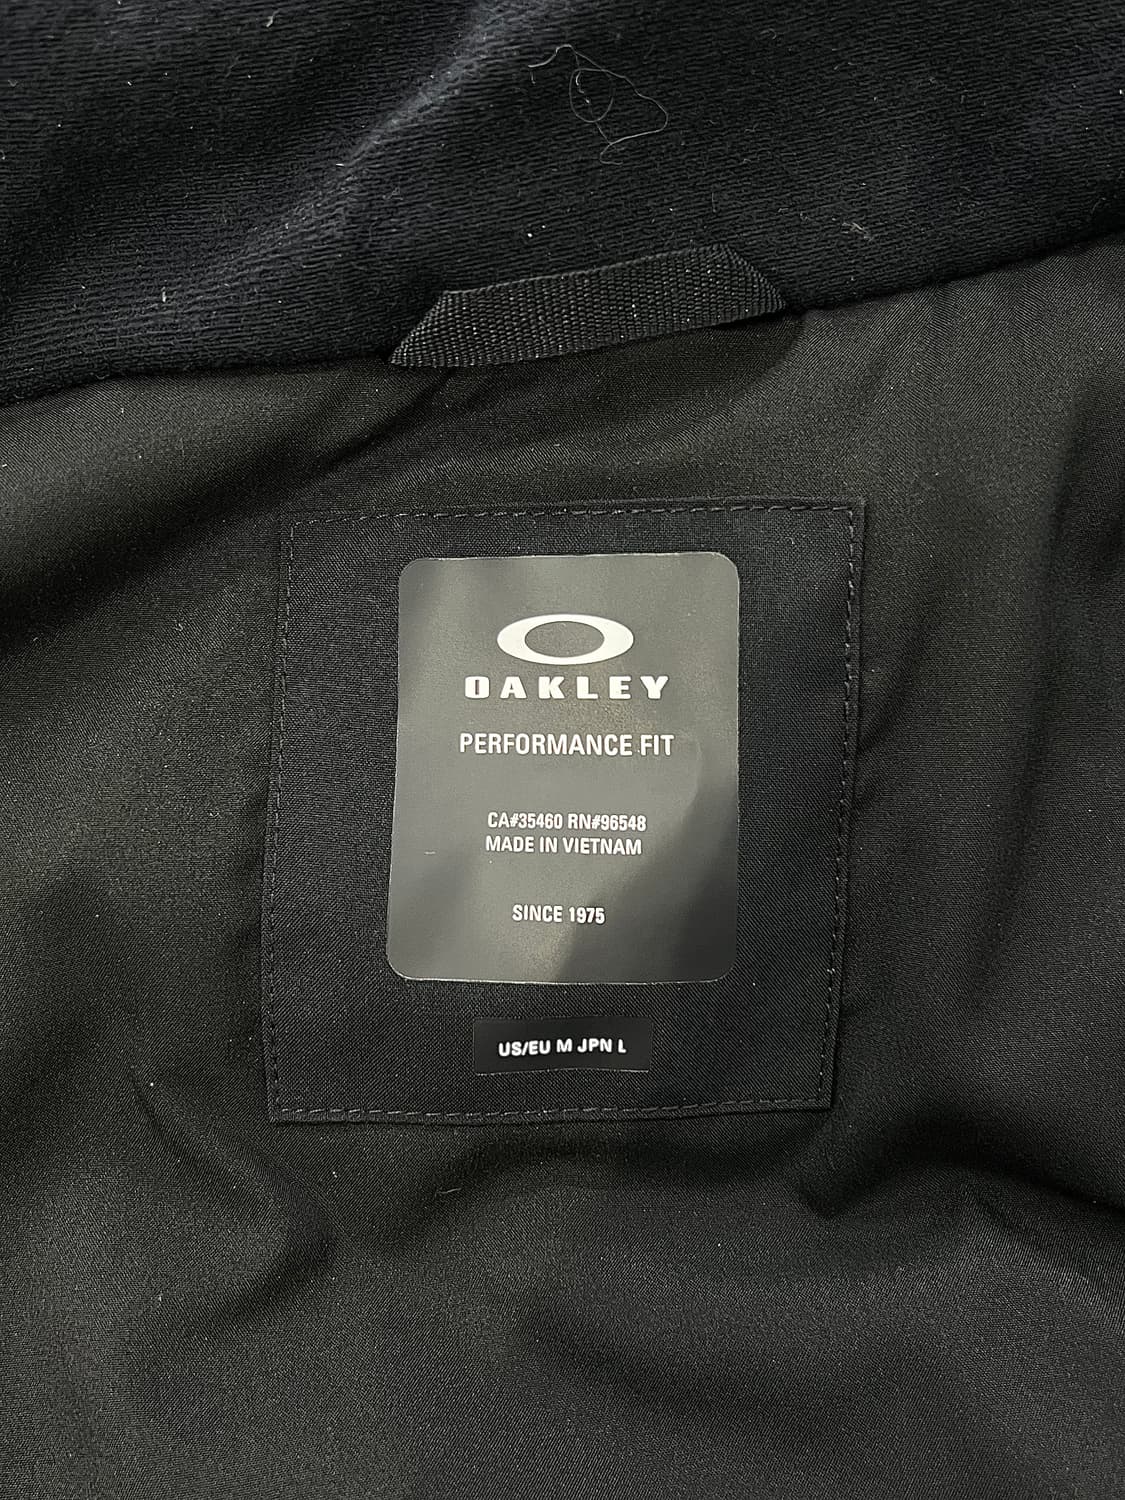 OAKLEY
PERFORMANCE FIT
CA#35460 RN#96548
MADE IN VIETNAM
SINCE 1975
US/EU M JPN L